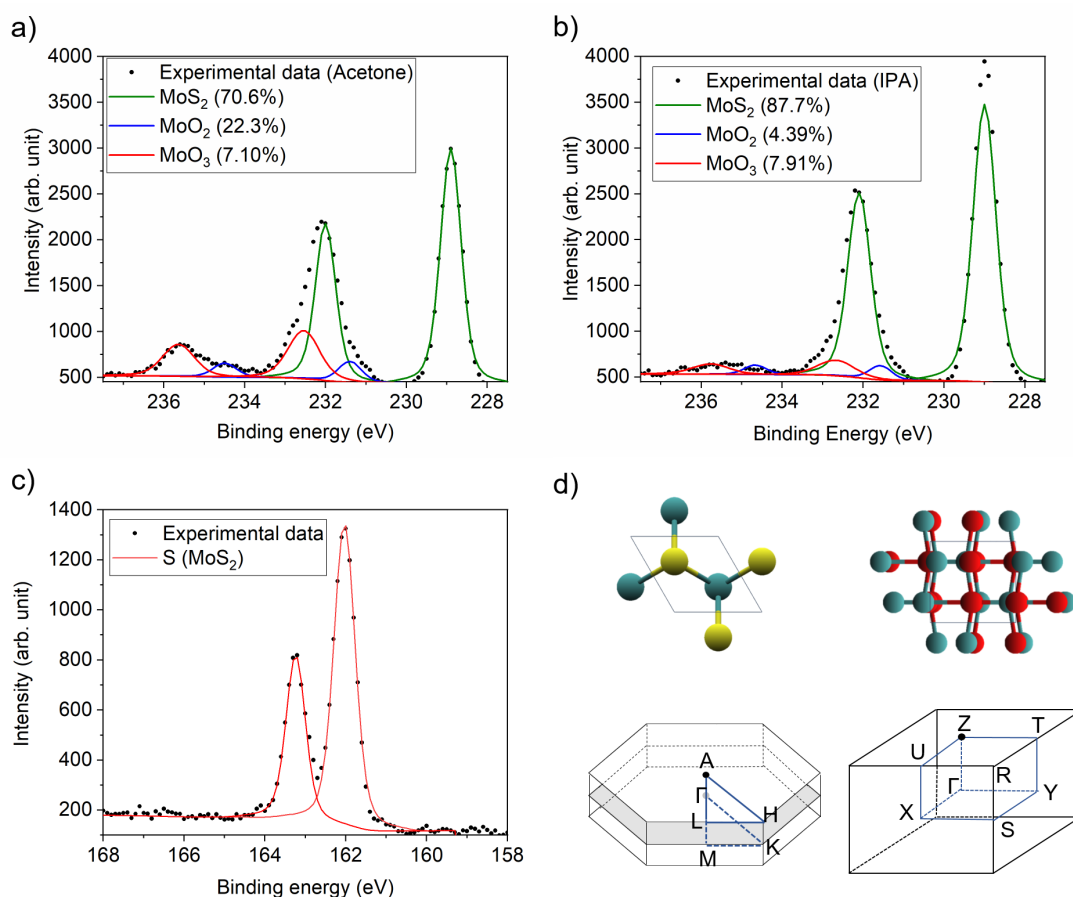 a)
4000
3500
3000
2500
2000
1500
1000
500
Intensity (arb. unit)
Experimental data (Acetone)
MoS2 (70.6%)
MoO2 (22.3%)
MoO3 (7.10%)
236 234 232 230 228
Binding energy (eV)
b)
4000
3500
3000
2500
2000
1500
1000
500
Intensity (arb. unit)
Experimental data (IPA)
MoS2 (87.7%)
MoO2 (4.39%)
MoO3 (7.91%)
236 234 232 230 228
Binding Energy (eV)
c)
1400
1200
1000
800
600
400
200
Intensity (arb. unit)
Experimental data
S (MoS2)
168 166 164 162 160 158
Binding energy (eV)
d)
A
Γ
L H
M K
U Z T
R
Γ
X Y
S